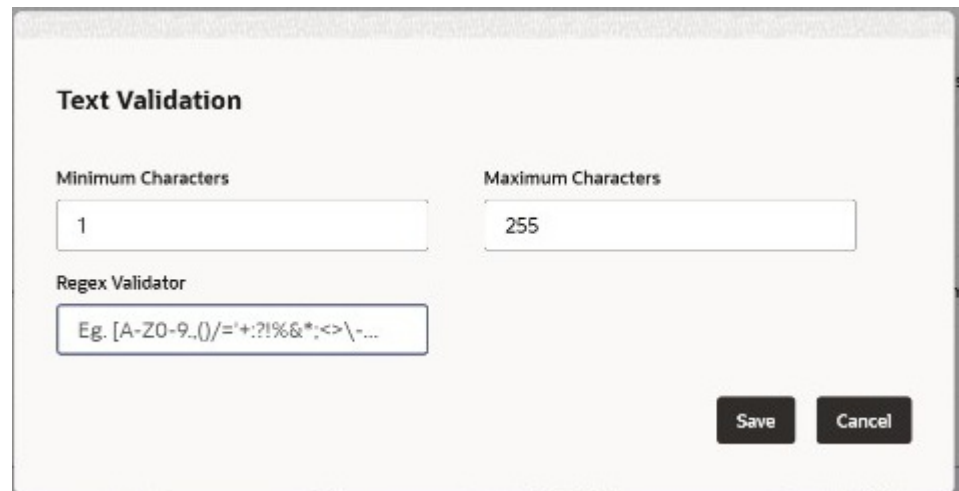 Text Validation
Minimum Characters Maximum Characters
1 255
Regex Validator
Eg. [A-Z0-9.,()/='+:?!%&*;<>\-...
Save Cancel